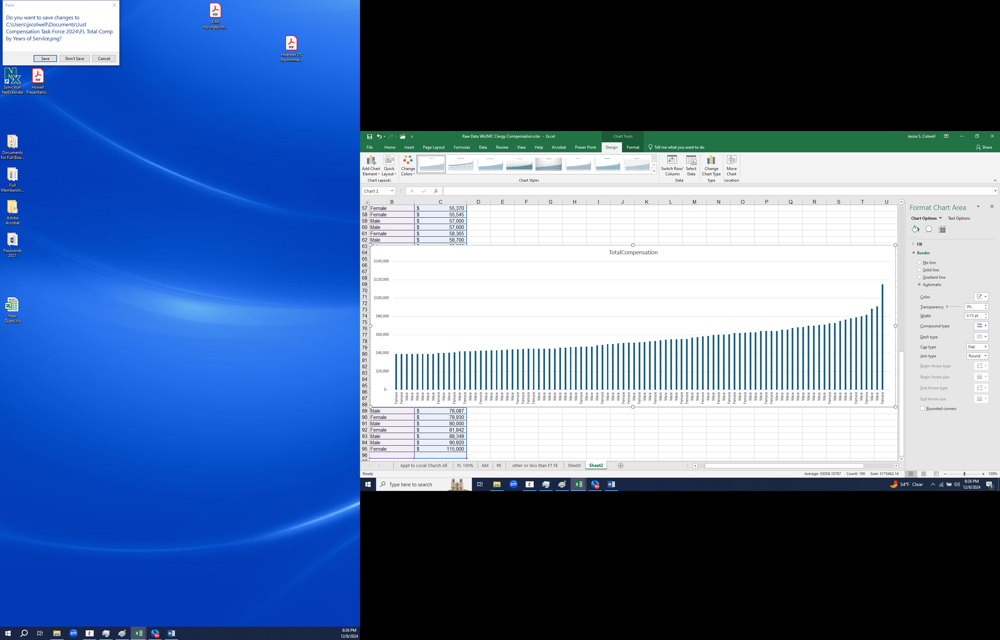 Paint
Do you want to save changes to
C:\Users\jscolwell\Documents\Just
Compensation Task Force 2024\FL Total Comp
by Years of Service.png?
Save Don't Save Cancel
KIM
Hyungkyun...
Hoerster DS
Recomme...
SonicWall
NetExtender
Howell
Presentatio...
Documents
for Full Boa...
Full
Membershi...
Adobe
Acrobat
Passwords
2021
New
Query.xls
8:26 PM
12/8/2024
Raw Data VAUMC Clergy Compensation.xlsx - Excel
Chart Tools
Jessie S. Colwell
File Home Insert Page Layout Formulas Data Review View Help Acrobat Power Pivot Design Format Tell me what you want to do Share
Add Chart
Element
Quick
Layout
Change
Colors
Switch Row/
Column
Select
Data
Change
Chart Type
Move
Chart
Chart Layouts Chart Styles Data Type Location
Chart 1
B C D E F G H I J K L M N O P Q R S T U
57 Female $ 55,370
58 Female $ 55,545
59 Male $ 57,000
60 Male $ 57,600
61 Female $ 58,365
62 Male $ 58,700
63
64
65
66
67
68
69
70
71
72
73
74
75
76
77
78
79
80
81
82
83
84
85
86
87
88
TotalCompensation
$140,000
$120,000
$100,000
$80,000
$60,000
$40,000
$20,000
$-
89 Male $ 78,087
90 Female $ 78,930
91 Male $ 80,000
92 Female $ 81,842
93 Male $ 88,349
94 Male $ 90,920
95 Female $ 115,000
96
Appt to Local Church All FL 100% AM PE other or less than FT FE Sheet5 Sheet2
Ready
Average: 55058.10787 Count: 190 Sum: 5175462.14
100%
Format Chart Area
Chart Options Text Options
Fill
Border
No line
Solid line
Gradient line
Automatic
Color
Transparency 0%
Width 0.75 pt
Compound type
Dash type
Cap type Flat
Join type Round
Begin Arrow type
Begin Arrow size
End Arrow type
End Arrow size
Rounded corners
Type here to search
54°F Clear
8:26 PM
12/8/2024
5